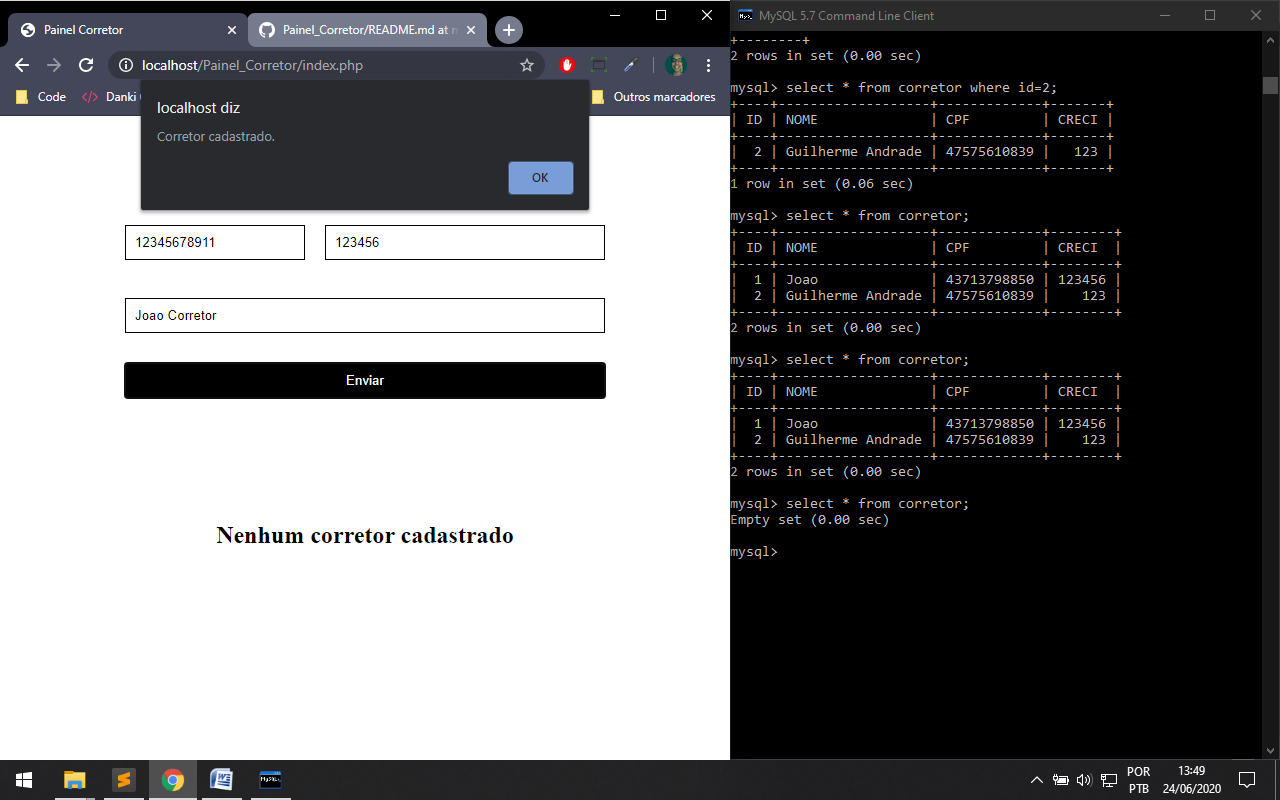 Painel Corretor
Painel_Corretor/README.md at m
localhost/Painel_Corretor/index.php
Code
Danki
Outros marcadores
localhost diz
Corretor cadastrado.
OK
12345678911
123456
Joao Corretor
Enviar
Nenhum corretor cadastrado
MySQL 5.7 Command Line Client
+--------+
2 rows in set (0.00 sec)
mysql> select * from corretor where id=2;
+----+------------------+-------------+-------+
| ID | NOME             | CPF         | CRECI |
+----+------------------+-------------+-------+
|  2 | Guilherme Andrade | 47575610839 |   123 |
+----+------------------+-------------+-------+
1 row in set (0.06 sec)
mysql> select * from corretor;
+----+-------------------+-------------+--------+
| ID | NOME              | CPF         | CRECI  |
+----+-------------------+-------------+--------+
|  1 | Joao              | 43713798850 | 123456 |
|  2 | Guilherme Andrade | 47575610839 |    123 |
+----+-------------------+-------------+--------+
2 rows in set (0.00 sec)
mysql> select * from corretor;
+----+-------------------+-------------+--------+
| ID | NOME              | CPF         | CRECI  |
+----+-------------------+-------------+--------+
|  1 | Joao              | 43713798850 | 123456 |
|  2 | Guilherme Andrade | 47575610839 |    123 |
+----+-------------------+-------------+--------+
2 rows in set (0.00 sec)
mysql> select * from corretor;
Empty set (0.00 sec)
mysql>
POR
PTB
13:49
24/06/2020